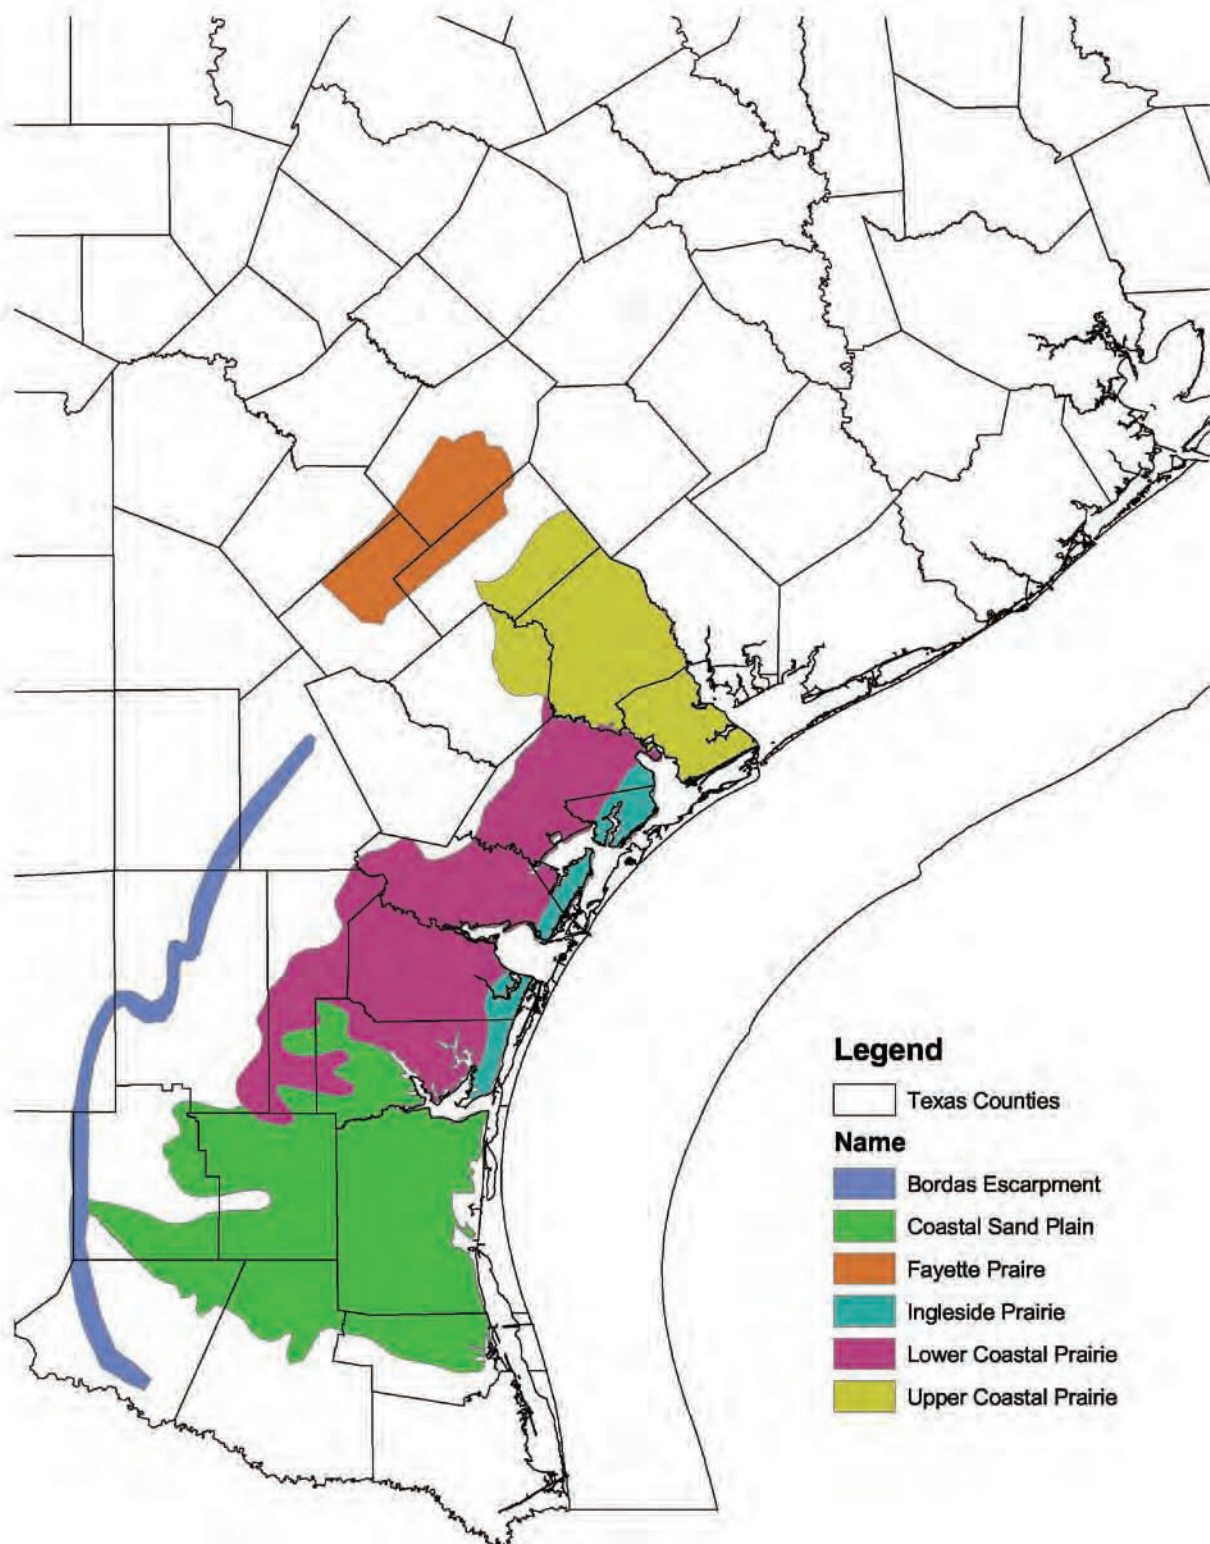 Legend
Texas Counties
Name
Bordas Escarpment
Coastal Sand Plain
Fayette Praire
Ingleside Prairie
Lower Coastal Prairie
Upper Coastal Prairie